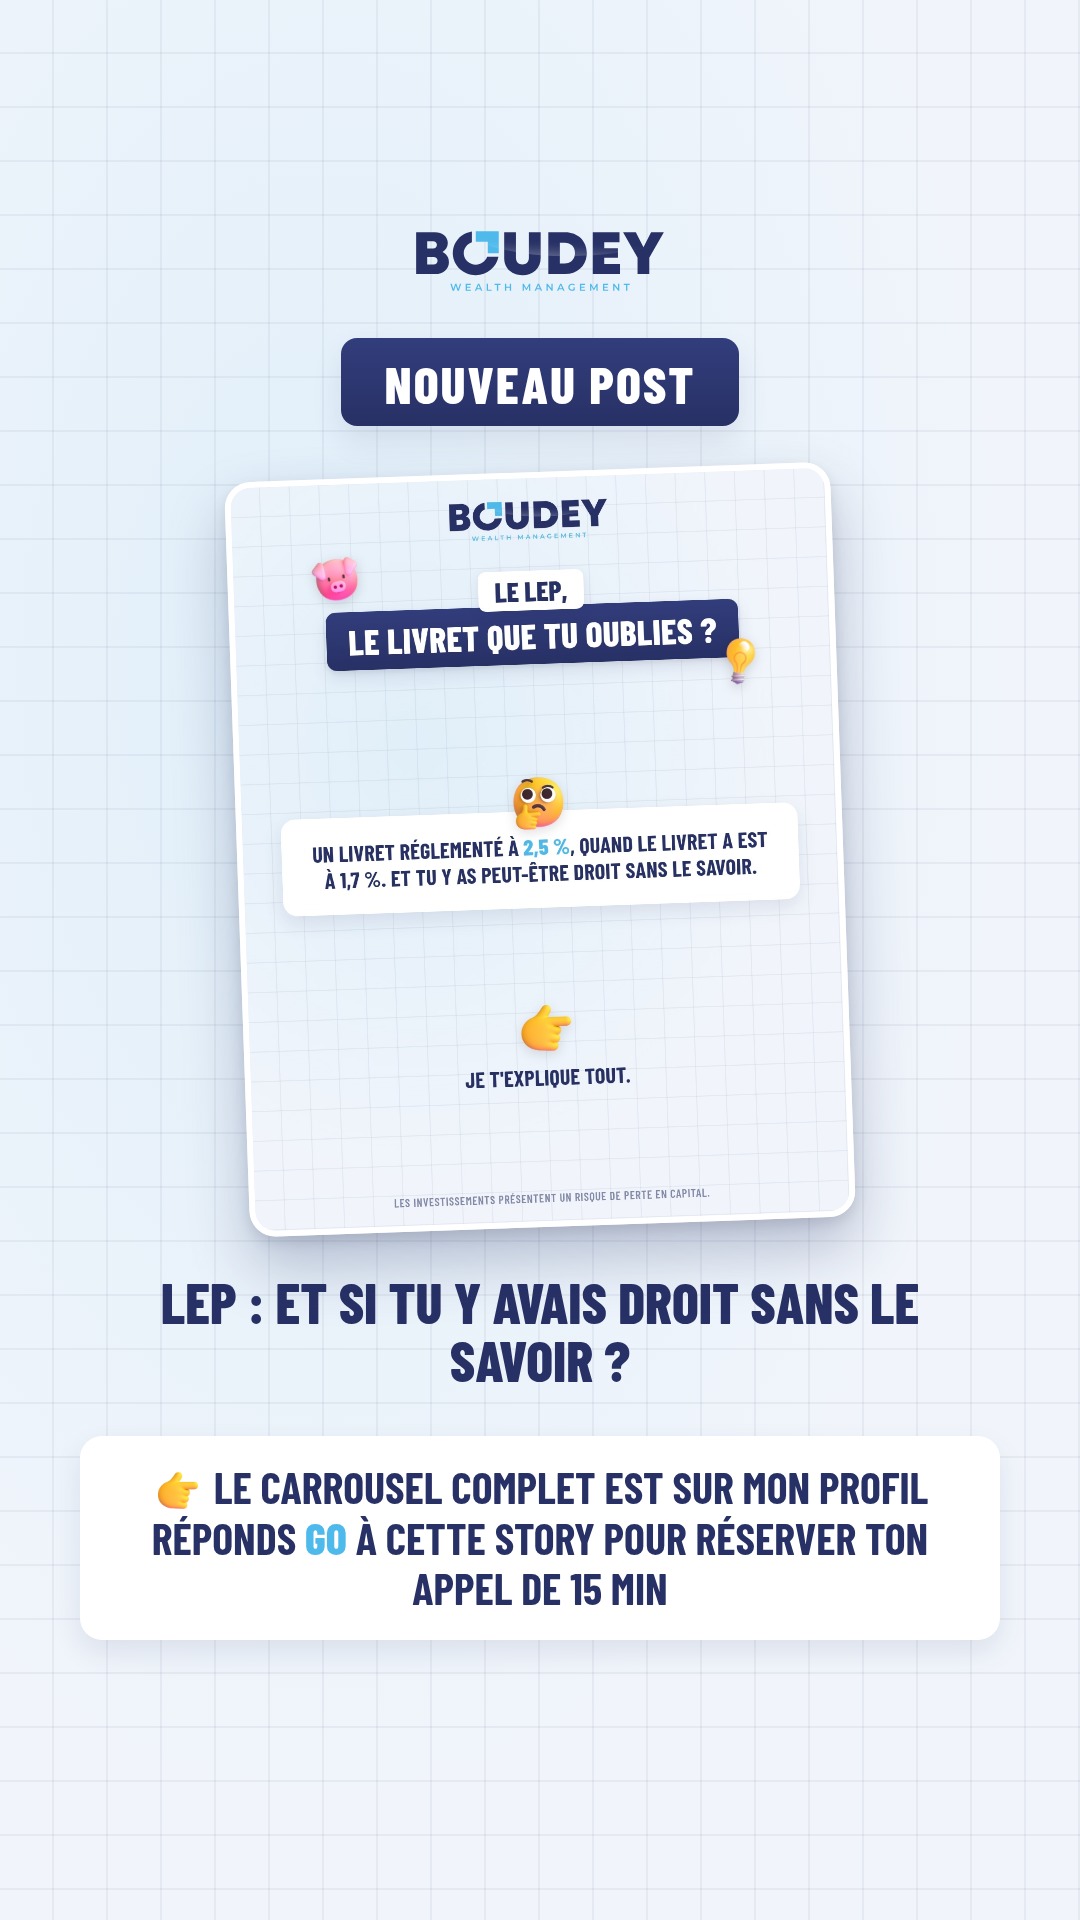 BOUDEY
WEALTH MANAGEMENT
NOUVEAU POST
BOUDEY
WEALTH MANAGEMENT
LE LEP,
LE LIVRET QUE TU OUBLIES ?
UN LIVRET RÉGLEMENTÉ À 2,5 %, QUAND LE LIVRET A EST
À 1,7 %. ET TU Y AS PEUT-ÊTRE DROIT SANS LE SAVOIR.
JE T'EXPLIQUE TOUT.
LES INVESTISSEMENTS PRÉSENTENT UN RISQUE DE PERTE EN CAPITAL.
LEP : ET SI TU Y AVAIS DROIT SANS LE
SAVOIR ?
👉 LE CARROUSEL COMPLET EST SUR MON PROFIL
RÉPONDS GO À CETTE STORY POUR RÉSERVER TON
APPEL DE 15 MIN